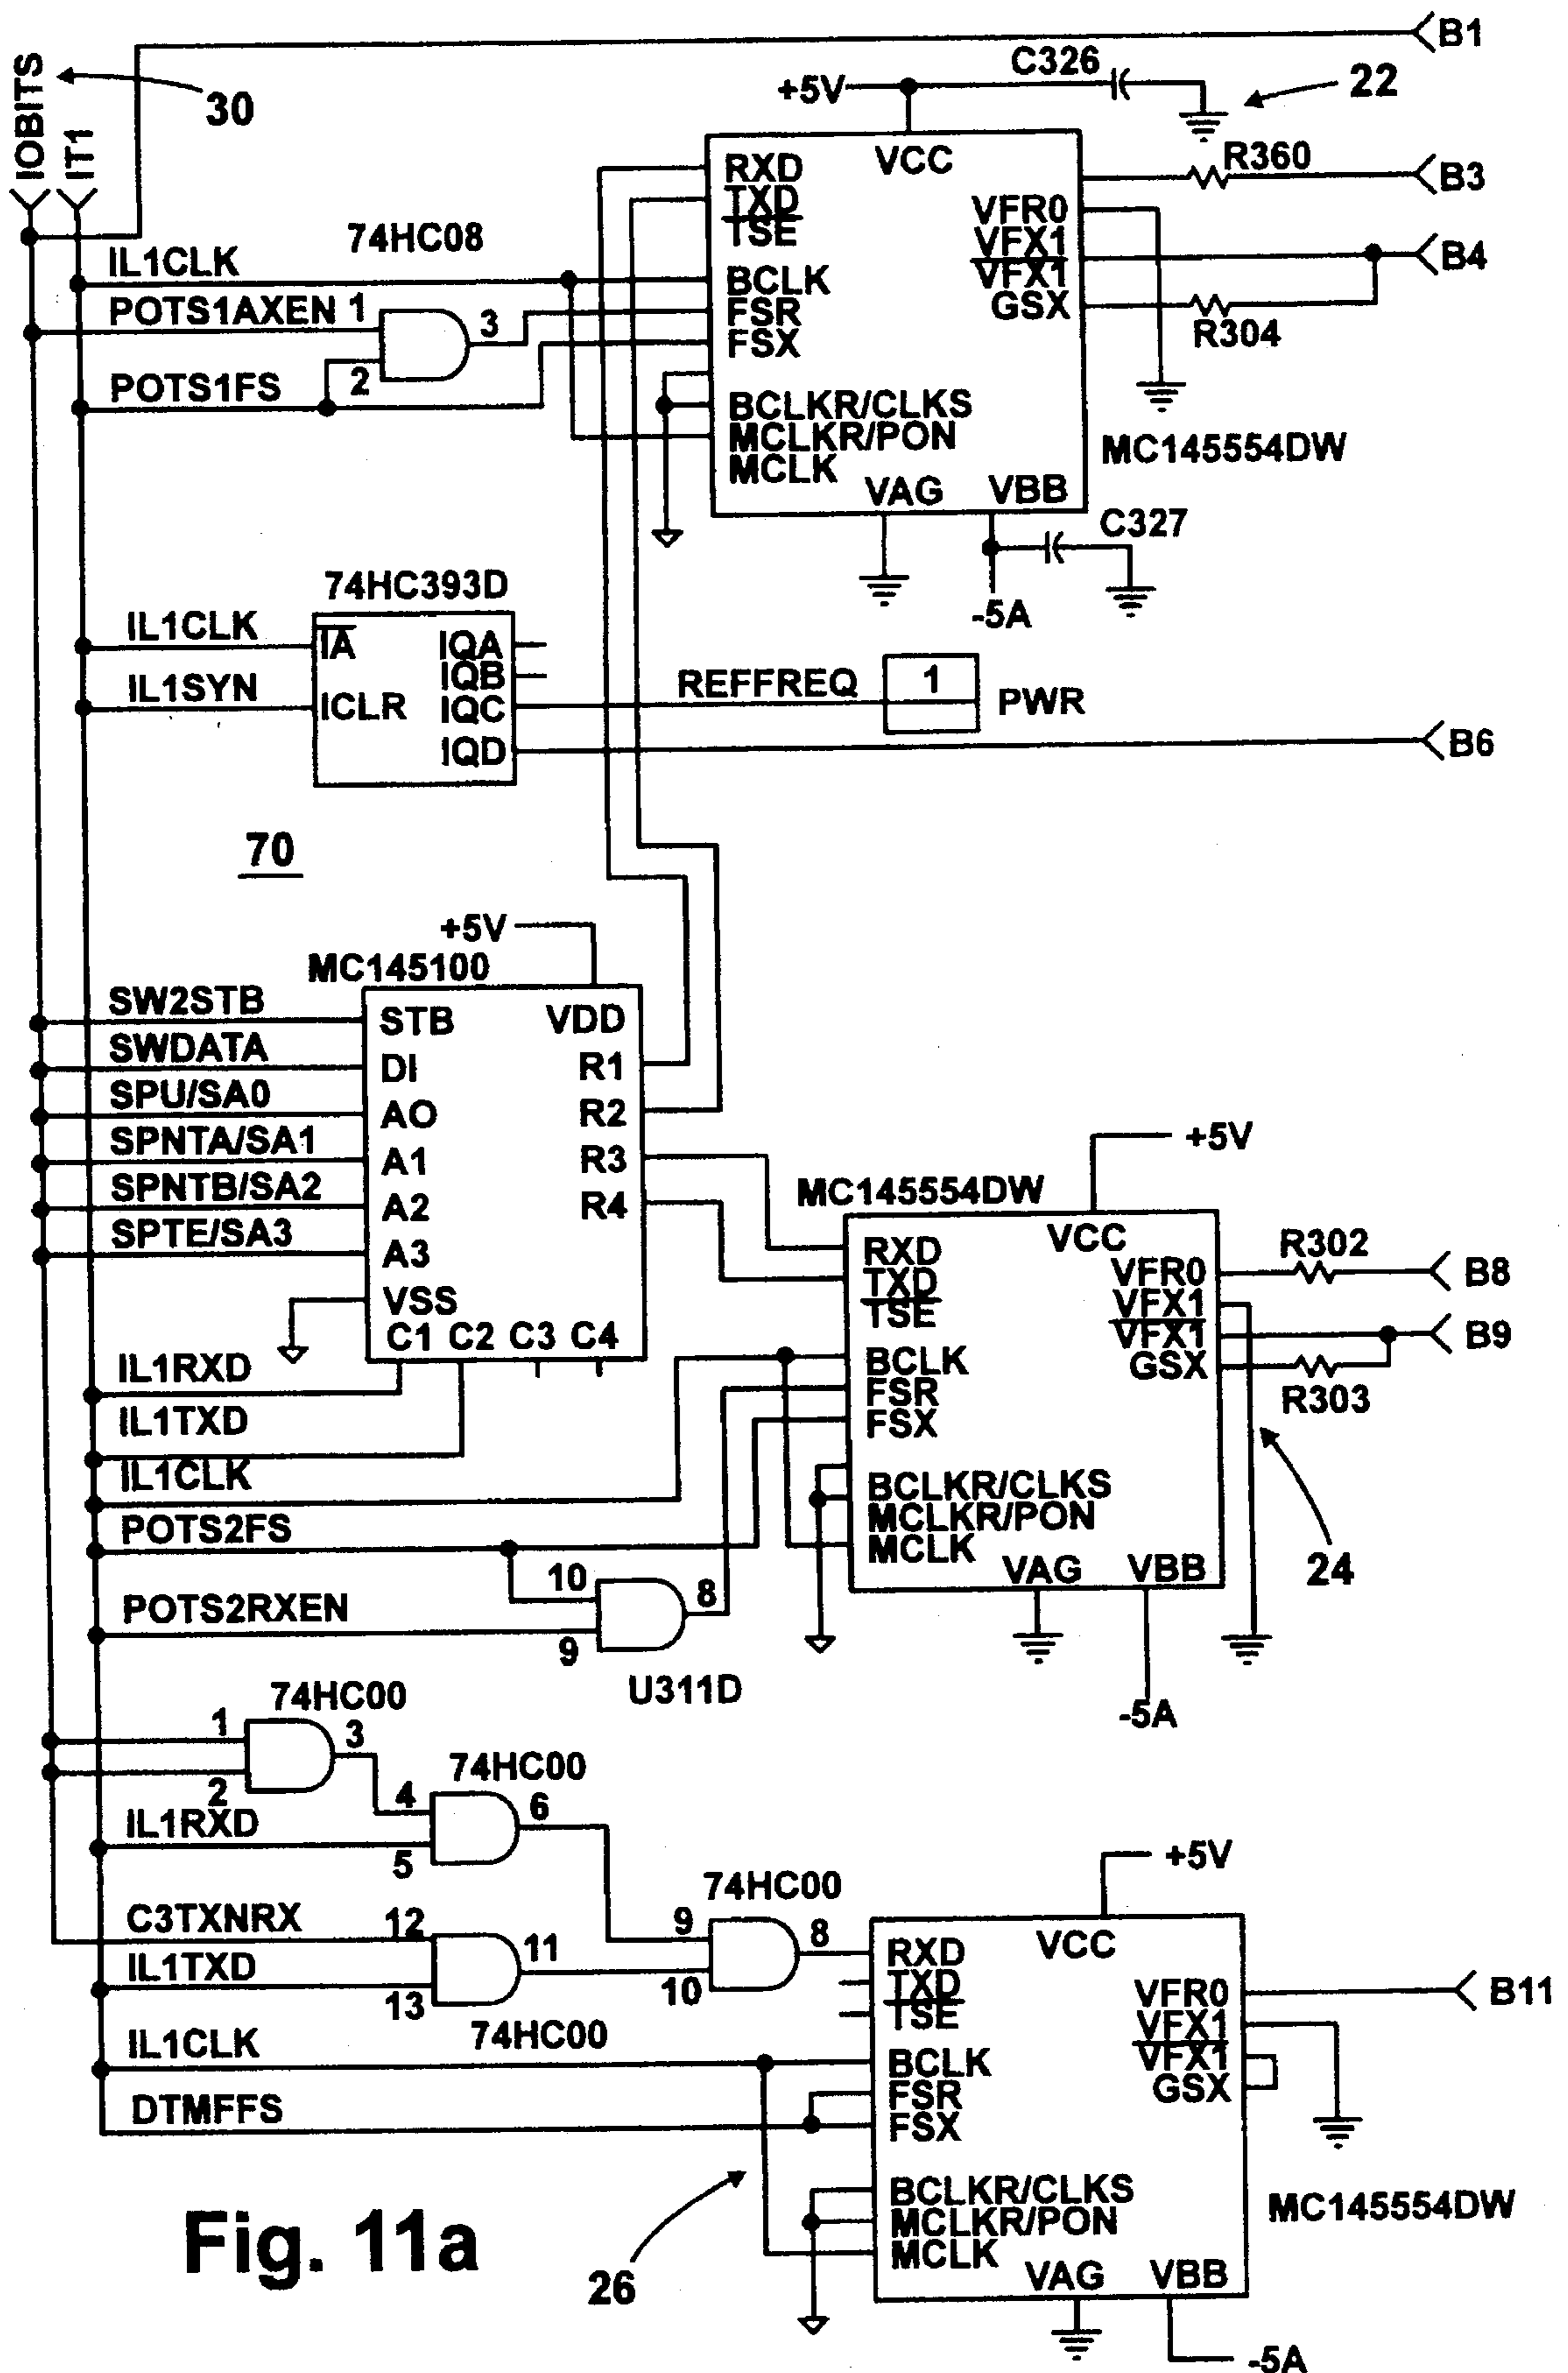 B1
IOBITS
IT1
30
C326
+5V
22
VCC
RXD
TXD
TSE
R360
B3
VFR0
VFX1
VFX1
GSX
B4
R304
74HC08
IL1CLK
BCLK
POTS1AXEN 1
3
FSR
FSX
2
POTS1FS
BCLKR/CLKS
MCLKR/PON
MCLK
MC145554DW
VAG VBB
C327
-5A
74HC393D
IL1CLK
IA
IQA
IQB
IL1SYN
ICLR
IQC
IQD
REFFREQ
1
PWR
B6
70
+5V
MC145100
SW2STB
STB
VDD
SWDATA
DI
R1
SPU/SA0
AO
R2
SPNTA/SA1
A1
R3
SPNTB/SA2
A2
R4
SPTE/SA3
A3
VSS
C1 C2 C3 C4
+5V
MC145554DW
VCC
RXD
TXD
TSE
R302
VFR0
B8
VFX1
VFX1
B9
GSX
R303
IL1RXD
IL1TXD
IL1CLK
BCLK
FSR
FSX
POTS2FS
BCLKR/CLKS
MCLKR/PON
MCLK
24
10
8
POTS2RXEN
9
U311D
VAG
VBB
-5A
74HC00
1
3
2
74HC00
4
6
IL1RXD
5
74HC00
+5V
C3TXNRX
12
9
8
11
IL1TXD
10
13
74HC00
VCC
RXD
TXD
TSE
VFR0
B11
VFX1
VFX1
GSX
IL1CLK
BCLK
FSR
DTMFFS
FSX
BCLKR/CLKS
MCLKR/PON
MCLK
MC145554DW
26
VAG VBB
-5A
Fig. 11a